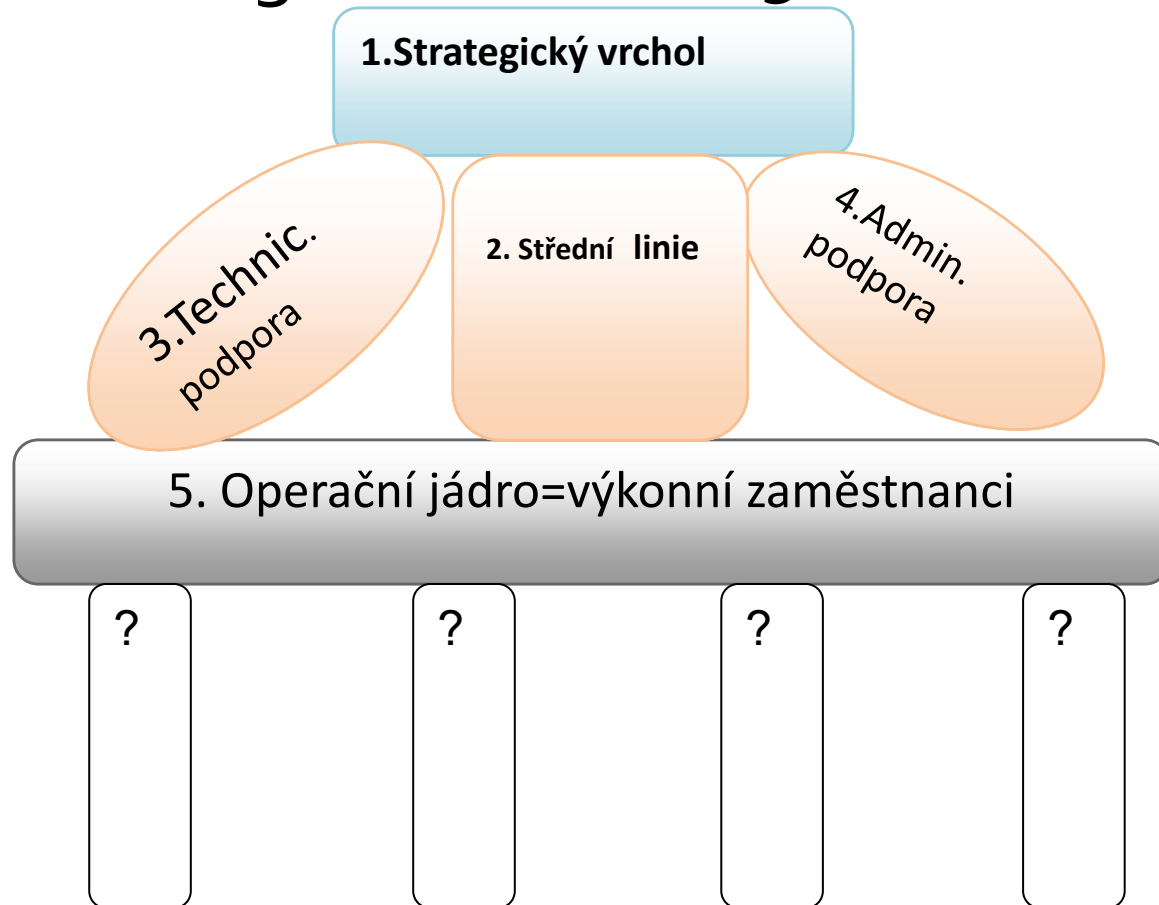 1.Strategický vrchol
3.Technic.
podpora
2. Střední linie
4.Admin.
podpora
5. Operační jádro=výkonní zaměstnanci
? ? ? ?